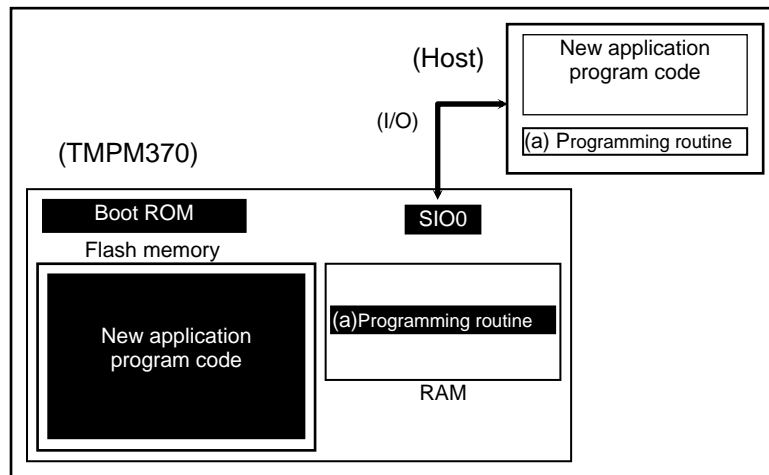 (Host)
New application
program code
(a) Programming routine
(I/O)
(TMPM370)
Boot ROM
SIO0
Flash memory
New application
program code
(a)Programming routine
RAM